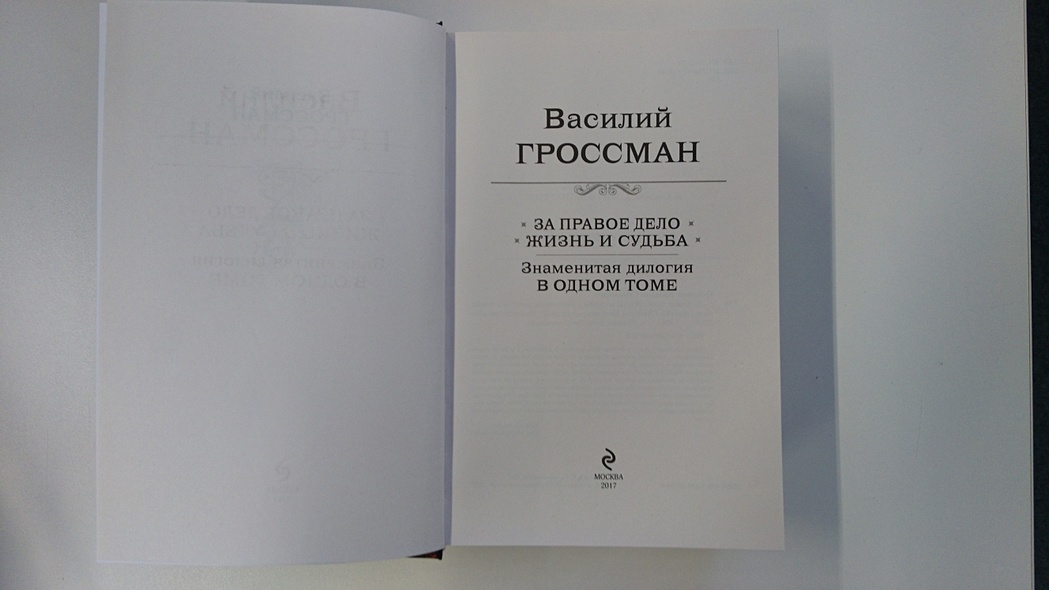 Василий
ГРОССМАН
ЗА ПРАВОЕ ДЕЛО
ЖИЗНЬ И СУДЬБА
Знаменитая дилогия
В ОДНОМ ТОМЕ
МОСКВА
2017